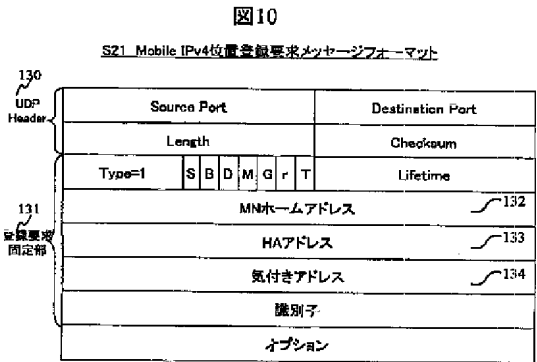 図10
S21 Mobile IPv4位置登録要求メッセージフォーマット
130
UDP
Header
Source Port
Destination Port
Length
Checksum
Type=1
S
B
D
M
G
r
T
Lifetime
131
登録要求
固定部
MNホームアドレス
132
HAアドレス
133
気付きアドレス
134
識別子
オプション